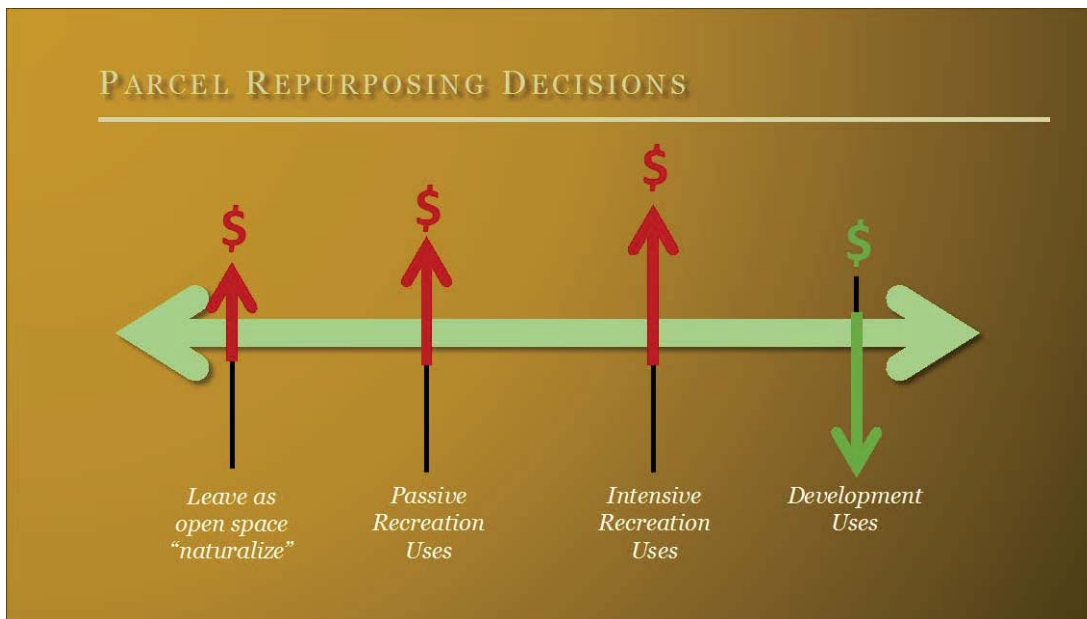 PARCEL REPURPOSING DECISIONS
$
$
$
$
Leave as
open space
“naturalize”
Passive
Recreation
Uses
Intensive
Recreation
Uses
Development
Uses